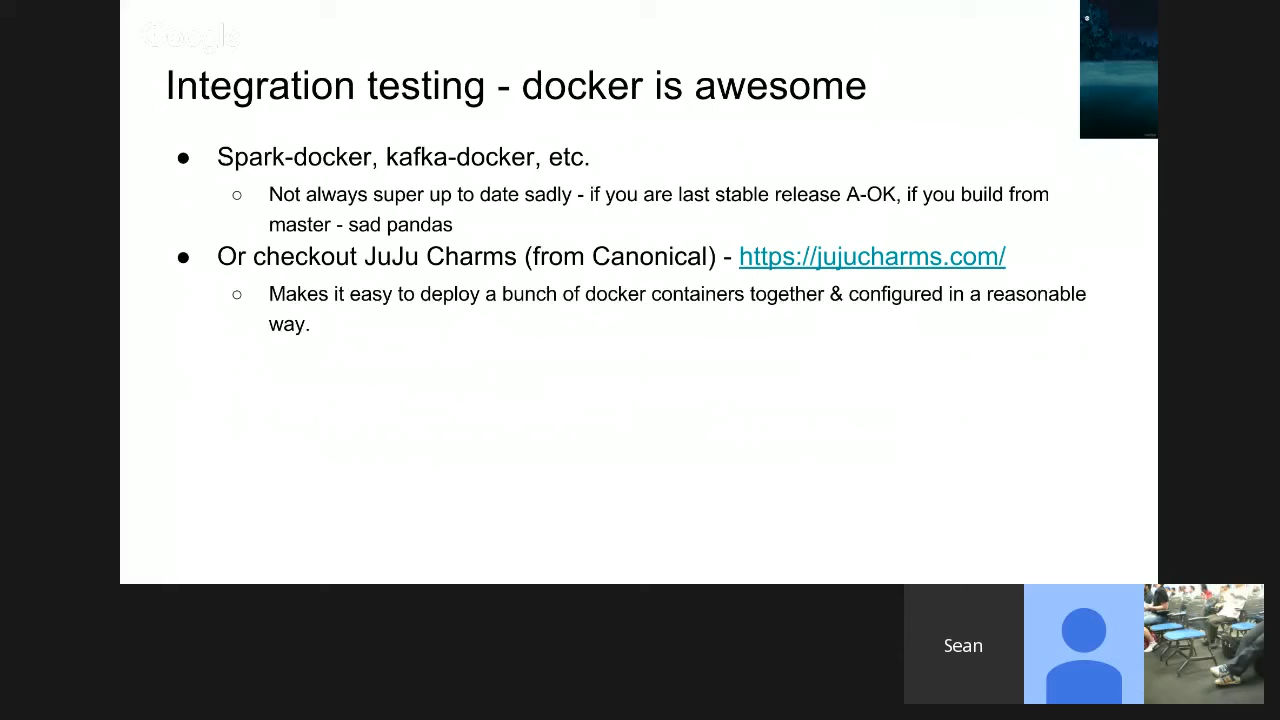 Google
Integration testing - docker is awesome
● Spark-docker, kafka-docker, etc.
○ Not always super up to date sadly - if you are last stable release A-OK, if you build from
master - sad pandas
● Or checkout JuJu Charms (from Canonical) - https://jujucharms.com/
○ Makes it easy to deploy a bunch of docker containers together & configured in a reasonable
way.
Sean